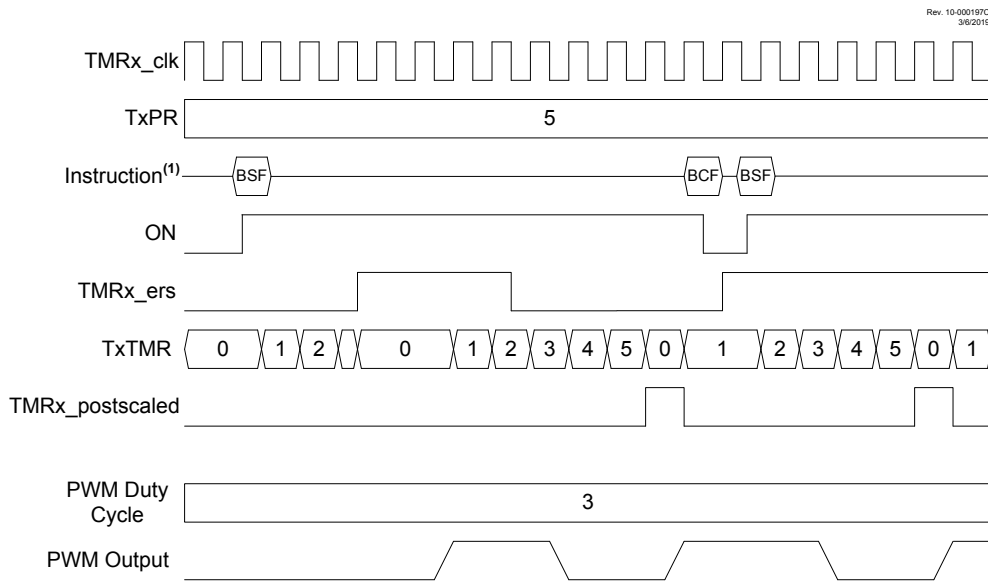 Rev. 10-000197C
3/6/2019
TMRx_clk
TxPR
5
Instruction(1)
BSF
BCF
BSF
ON
TMRx_ers
TxTMR
0 1 2 0 1 2 3 4 5 0 1 2 3 4 5 0 1
TMRx_postscaled
PWM Duty
Cycle
3
PWM Output